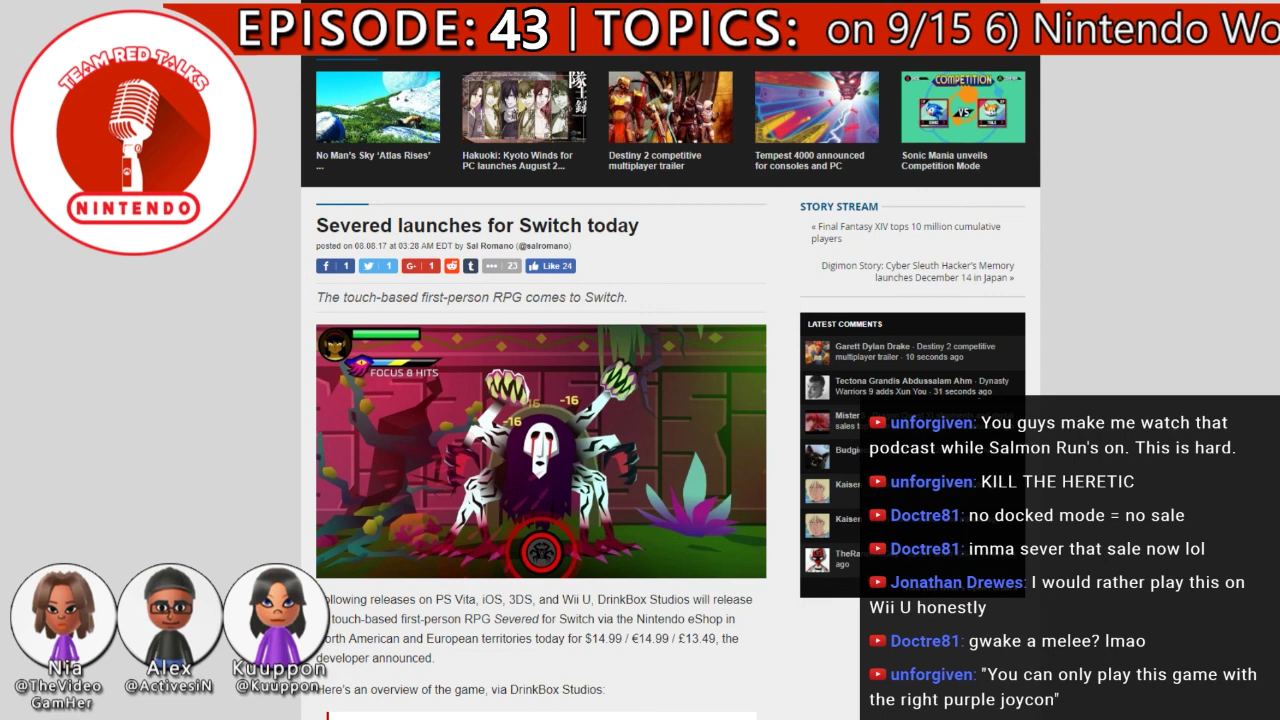 EPISODE: 43 | TOPICS: on 9/15 6) Nintendo Wo
TEAM RED TALKS
NINTENDO
No Man's Sky 'Atlas Rises'
...
Hakuoki: Kyoto Winds for
PC launches August 2...
Destiny 2 competitive
multiplayer trailer
Tempest 4000 announced
for consoles and PC
COMPETITION
VS
Sonic Mania unveils
Competition Mode
Severed launches for Switch today
posted on 08.08.17 at 03:28 AM EDT by Sal Romano (@salromano)
1
1
G+ 1
23
Like 24
The touch-based first-person RPG comes to Switch.
FOCUS 8 HITS
-16
-16
ollowing releases on PS Vita, iOS, 3DS, and Wii U, DrinkBox Studios will release
touch-based first-person RPG Severed for Switch via the Nintendo eShop in
orth American and European territories today for $14.99 / €14.99 / £13.49, the
developer announced.
Here's an overview of the game, via DrinkBox Studios:
STORY STREAM
« Final Fantasy XIV tops 10 million cumulative
players
Digimon Story: Cyber Sleuth Hacker's Memory
launches December 14 in Japan »
LATEST COMMENTS
Garett Dylan Drake - Destiny 2 competitive
multiplayer trailer - 10 seconds ago
Tectona Grandis Abdussalam Ahm - Dynasty
Warriors 9 adds Xun You - 31 seconds ago
Mister
sales t
Budgi
Kaiser
Kaiser
TheRa
ago
unforgiven: You guys make me watch that
podcast while Salmon Run's on. This is hard.
unforgiven: KILL THE HERETIC
Doctre81: no docked mode = no sale
Doctre81: imma sever that sale now lol
Jonathan Drewes: I would rather play this on
Wii U honestly
Doctre81: gwake a melee? lmao
unforgiven: "You can only play this game with
the right purple joycon"
Nia
@TheVideo
GamHer
Alex
@ActivesiN
Kuuppon
@Kuuppon